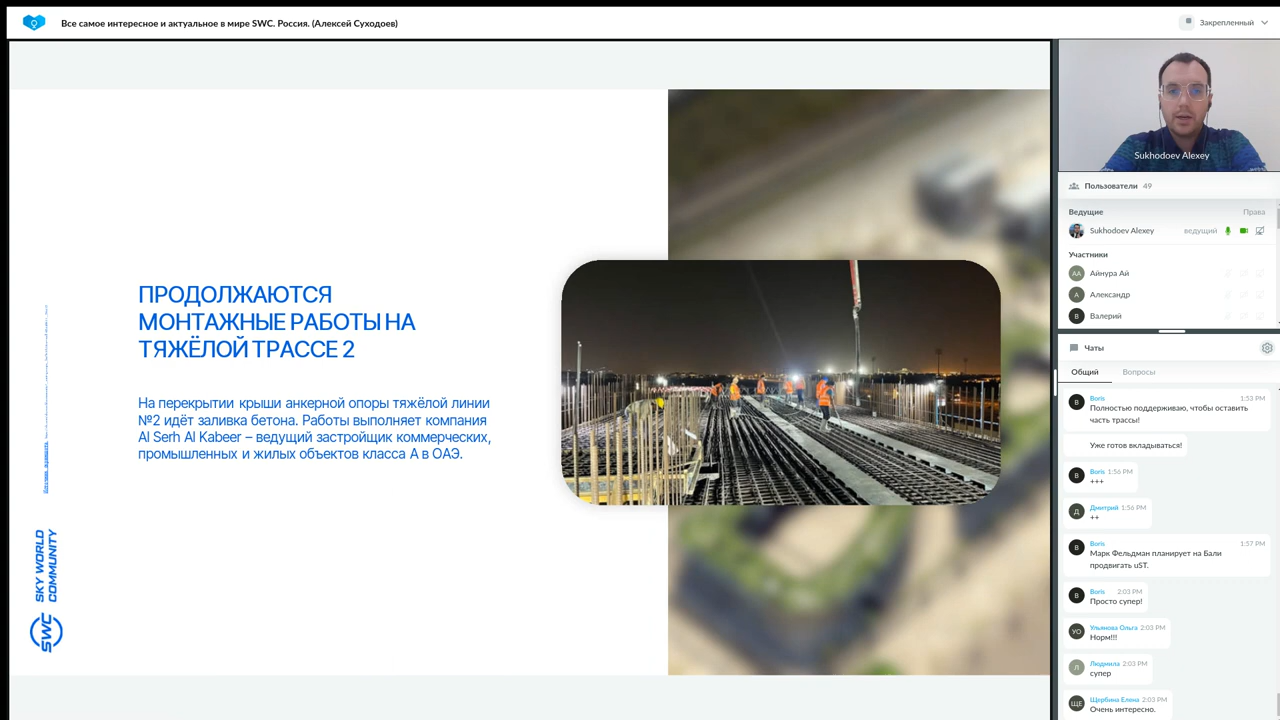 Все самое интересное и актуальное в мире SWC. Россия. (Алексей Суходоев)
Закрепленный
ПРОДОЛЖАЮТСЯ
МОНТАЖНЫЕ РАБОТЫ НА
ТЯЖЁЛОЙ ТРАССЕ 2
На перекрытии крыши анкерной опоры тяжёлой линии
№2 идёт заливка бетона. Работы выполняет компания
Al Serh Al Kabeer – ведущий застройщик коммерческих,
промышленных и жилых объектов класса А в ОАЭ.
SKY WORLD
COMMUNITY
SWC
Sukhodoev Alexey
Пользователи 49
Ведущие Права
Sukhodoev Alexey ведущий
Участники
АА Айнура Ай
А Александр
В Валерий
Чаты
Общий Вопросы
B Boris 1:53 PM
Полностью поддерживаю, чтобы оставить
часть трассы!
Уже готов вкладываться!
B Boris 1:56 PM
+++
Д Дмитрий 1:56 PM
++
B Boris 1:57 PM
Марк Фельдман планирует на Бали
продвигать uST.
B Boris 2:03 PM
Просто супер!
УО Ульянова Ольга 2:03 PM
Норм!!!
Л Людмила 2:03 PM
супер
ЩЕ Щербина Елена 2:03 PM
Очень интересно.